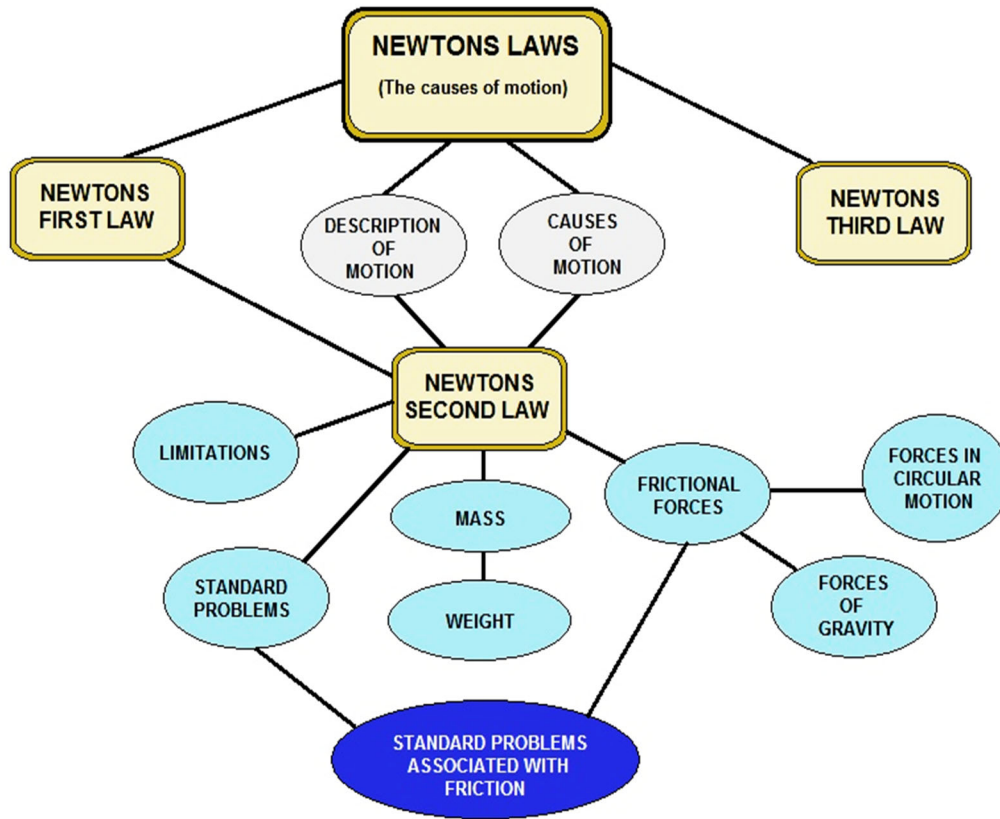 NEWTONS LAWS
(The causes of motion)
NEWTONS
FIRST LAW
DESCRIPTION
OF
MOTION
CAUSES
OF
MOTION
NEWTONS
THIRD LAW
NEWTONS
SECOND LAW
LIMITATIONS
MASS
FRICTIONAL
FORCES
FORCES IN
CIRCULAR
MOTION
STANDARD
PROBLEMS
WEIGHT
FORCES
OF
GRAVITY
STANDARD PROBLEMS
ASSOCIATED WITH
FRICTION